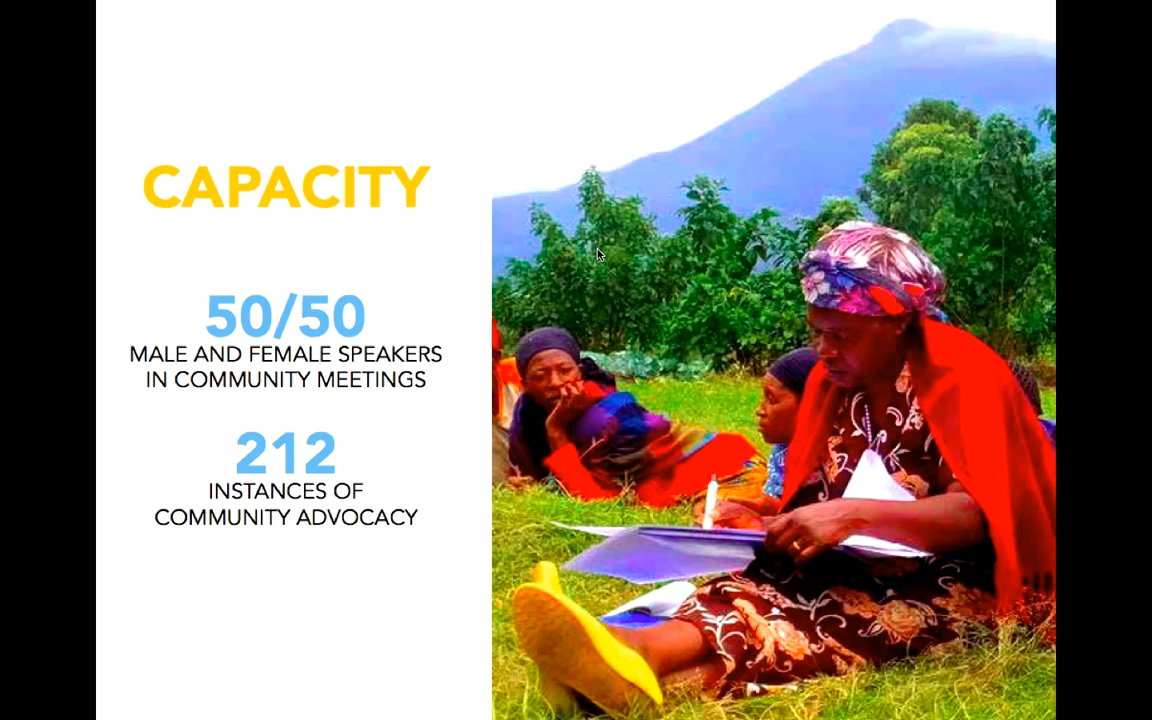 CAPACITY
50/50
MALE AND FEMALE SPEAKERS
IN COMMUNITY MEETINGS
212
INSTANCES OF
COMMUNITY ADVOCACY